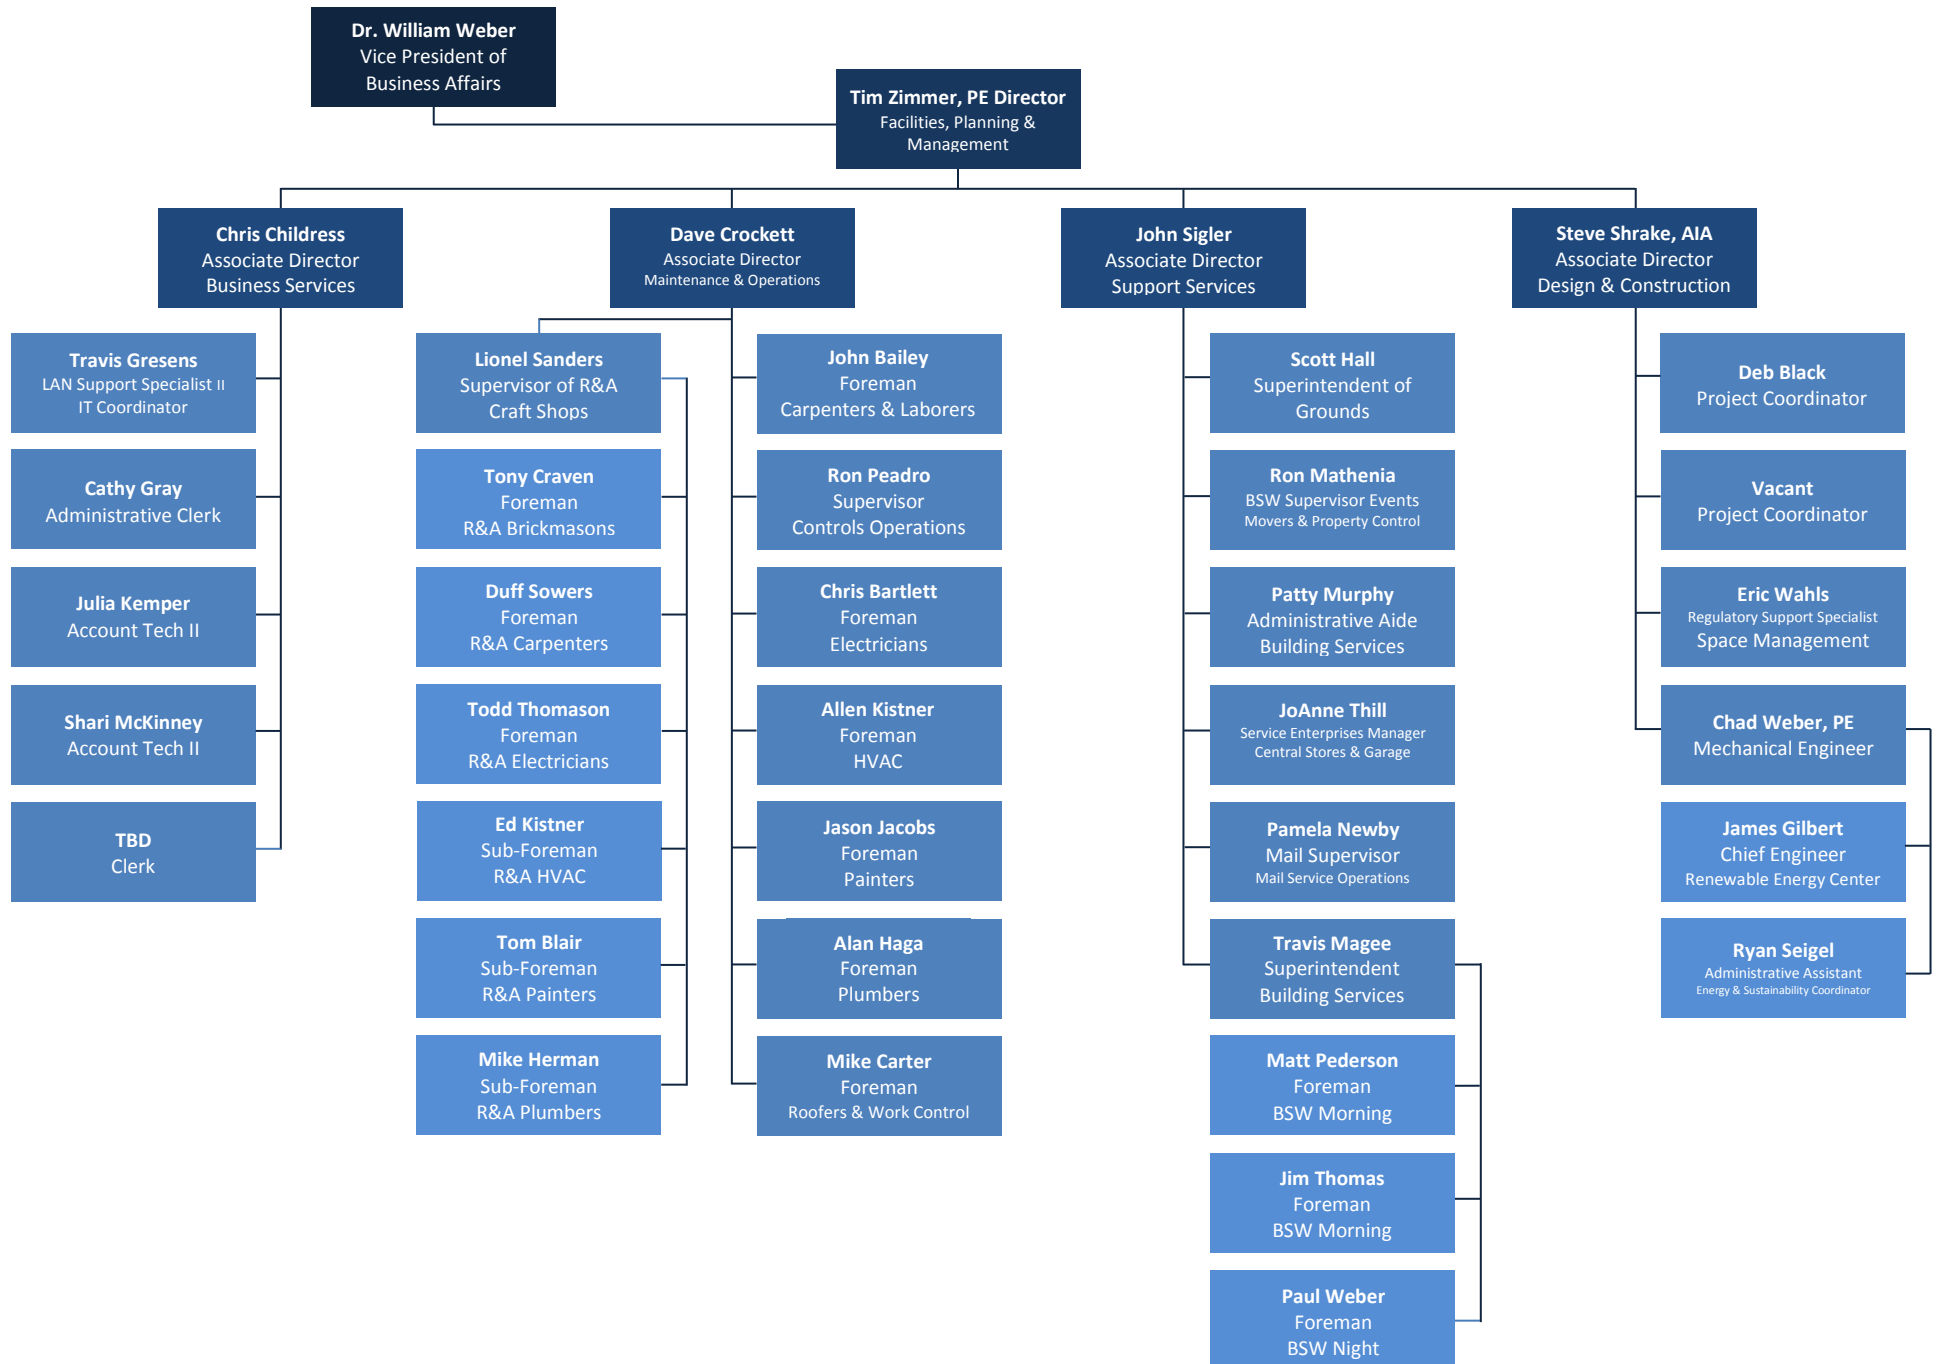 Dr. William Weber
Vice President of
Business Affairs
Tim Zimmer, PE Director
Facilities, Planning &
Management
Chris Childress
Associate Director
Business Services
Dave Crockett
Associate Director
Maintenance & Operations
John Sigler
Associate Director
Support Services
Steve Shrake, AIA
Associate Director
Design & Construction
Travis Gresens
LAN Support Specialist II
IT Coordinator
Cathy Gray
Administrative Clerk
Julia Kemper
Account Tech II
Shari McKinney
Account Tech II
TBD
Clerk
Lionel Sanders
Supervisor of R&A
Craft Shops
Tony Craven
Foreman
R&A Brickmasons
Duff Sowers
Foreman
R&A Carpenters
Todd Thomason
Foreman
R&A Electricians
Ed Kistner
Sub-Foreman
R&A HVAC
Tom Blair
Sub-Foreman
R&A Painters
Mike Herman
Sub-Foreman
R&A Plumbers
John Bailey
Foreman
Carpenters & Laborers
Ron Peadro
Supervisor
Controls Operations
Chris Bartlett
Foreman
Electricians
Allen Kistner
Foreman
HVAC
Jason Jacobs
Foreman
Painters
Alan Haga
Foreman
Plumbers
Mike Carter
Foreman
Roofers & Work Control
Scott Hall
Superintendent of
Grounds
Ron Mathenia
BSW Supervisor Events
Movers & Property Control
Patty Murphy
Administrative Aide
Building Services
JoAnne Thill
Service Enterprises Manager
Central Stores & Garage
Pamela Newby
Mail Supervisor
Mail Service Operations
Travis Magee
Superintendent
Building Services
Matt Pederson
Foreman
BSW Morning
Jim Thomas
Foreman
BSW Morning
Paul Weber
Foreman
BSW Night
Deb Black
Project Coordinator
Vacant
Project Coordinator
Eric Wahls
Regulatory Support Specialist
Space Management
Chad Weber, PE
Mechanical Engineer
James Gilbert
Chief Engineer
Renewable Energy Center
Ryan Seigel
Administrative Assistant
Energy & Sustainability Coordinator